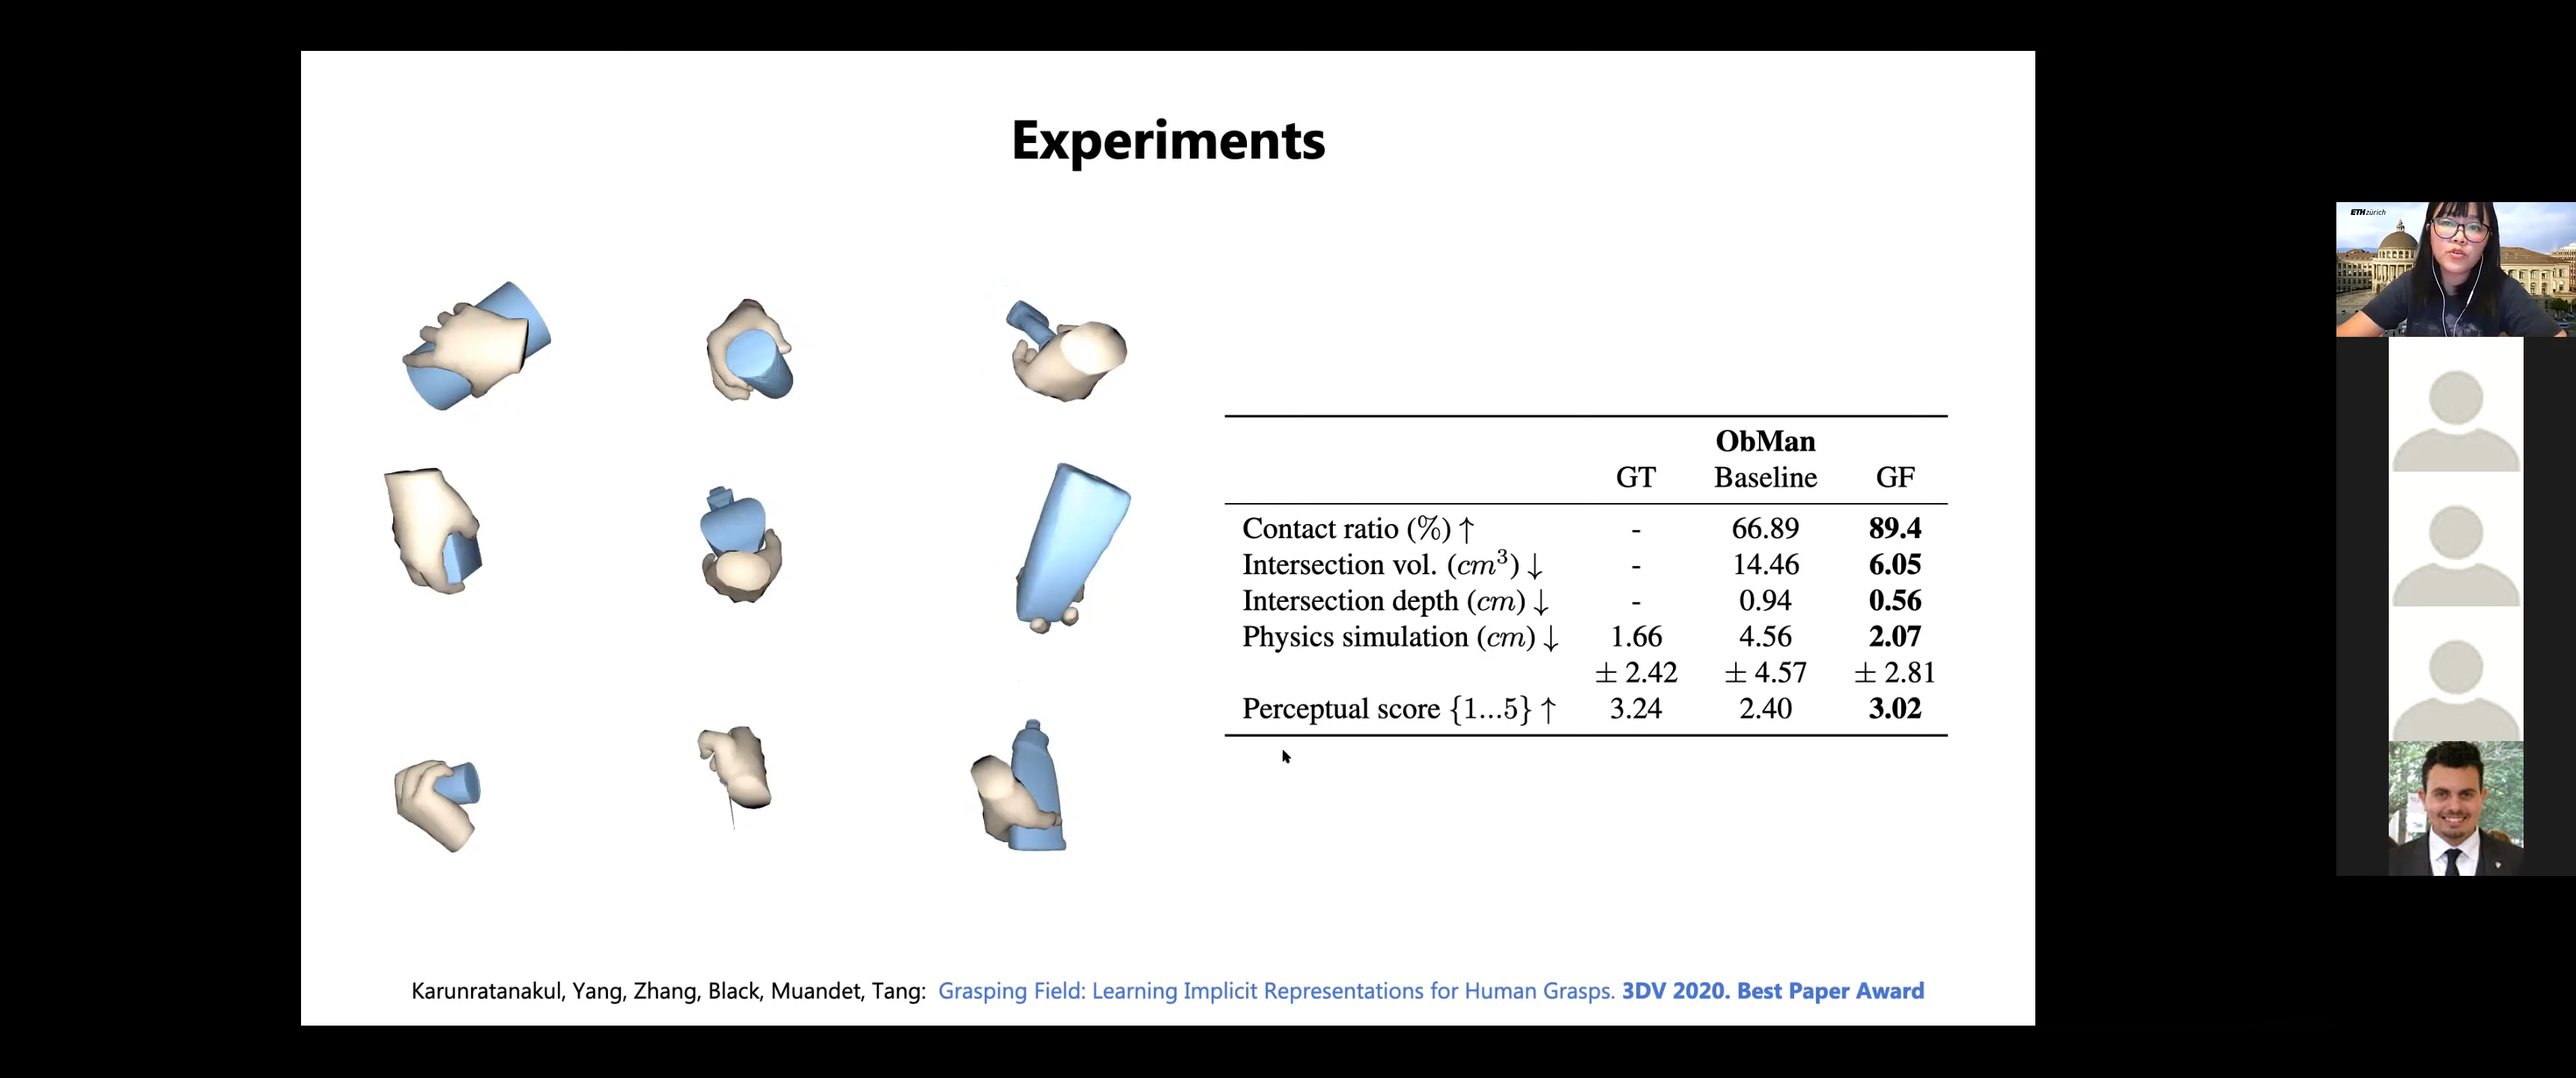 Experiments
ObMan
GT Baseline GF
Contact ratio (%) ↑ - 66.89 89.4
Intersection vol. (cm³) ↓ - 14.46 6.05
Intersection depth (cm) ↓ - 0.94 0.56
Physics simulation (cm) ↓ 1.66 4.56 2.07
± 2.42 ± 4.57 ± 2.81
Perceptual score {1...5} ↑ 3.24 2.40 3.02
Karunratanakul, Yang, Zhang, Black, Muandet, Tang: Grasping Field: Learning Implicit Representations for Human Grasps. 3DV 2020. Best Paper Award
ETH zürich